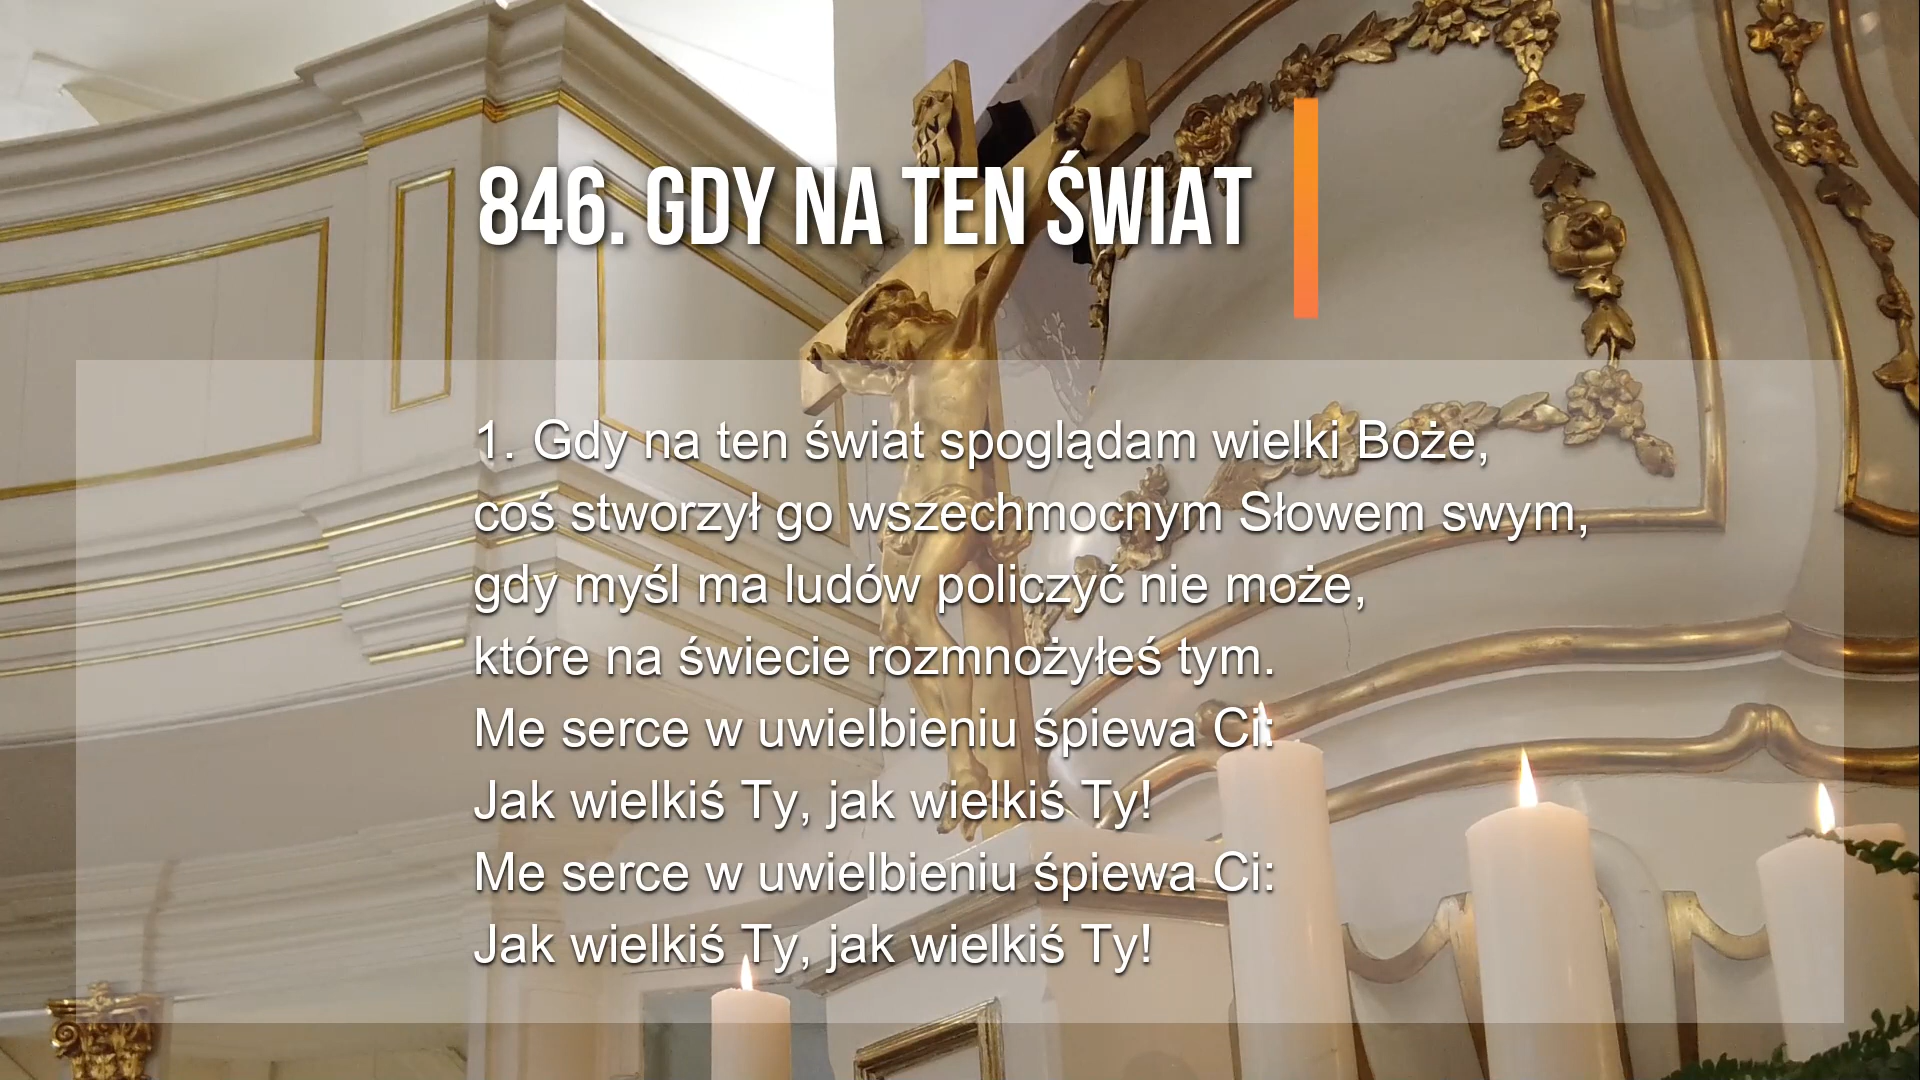 846. GDY NA TEN ŚWIAT
1. Gdy na ten świat spoglądam wielki Boże,
coś stworzył go wszechmocnym Słowem swym,
gdy myśl ma ludów policzyć nie może,
które na świecie rozmnożyłeś tym.
Me serce w uwielbieniu śpiewa Ci:
Jak wielkiś Ty, jak wielkiś Ty!
Me serce w uwielbieniu śpiewa Ci:
Jak wielkiś Ty, jak wielkiś Ty!